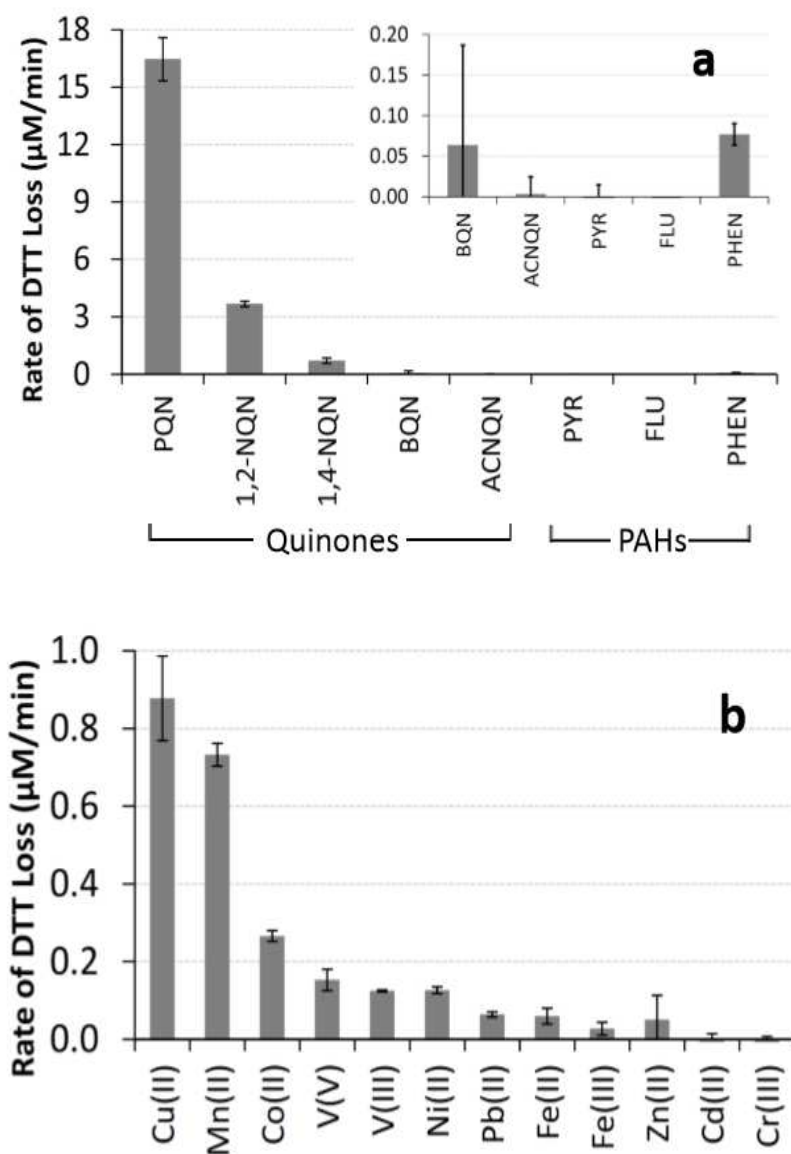 Rate of DTT Loss (µM/min)
18
15
12
9
6
3
0
a
0.20
0.15
0.10
0.05
0.00
BQN
ACNQN
PYR
FLU
PHEN
PQN
1,2-NQN
1,4-NQN
BQN
ACNQN
PYR
FLU
PHEN
Quinones
PAHs
Rate of DTT Loss (µM/min)
1.0
0.8
0.6
0.4
0.2
0.0
b
Cu(II)
Mn(II)
Co(II)
V(V)
V(III)
Ni(II)
Pb(II)
Fe(II)
Fe(III)
Zn(II)
Cd(II)
Cr(III)